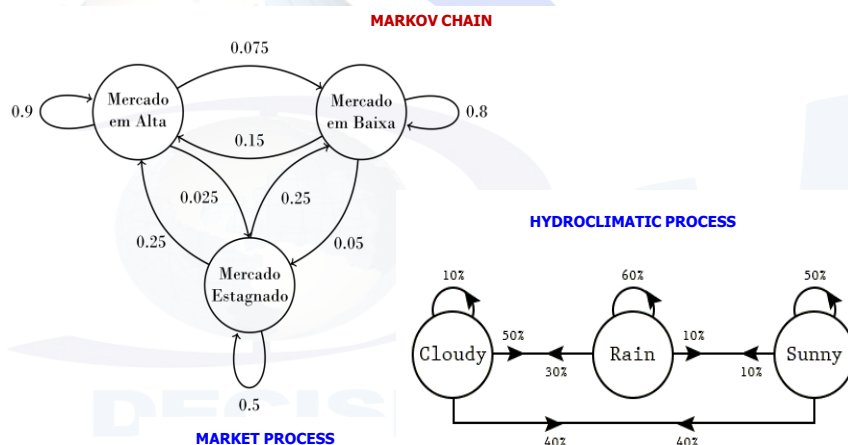 MARKOV CHAIN
0.075
Mercado
em Alta
Mercado
em Baixa
0.9
0.8
0.15
0.025
0.25
0.25
0.05
Mercado
Estagnado
0.5
MARKET PROCESS
HYDROCLIMATIC PROCESS
10%
60%
50%
Cloudy
50%
30%
Rain
10%
10%
Sunny
40%
40%
DECIS